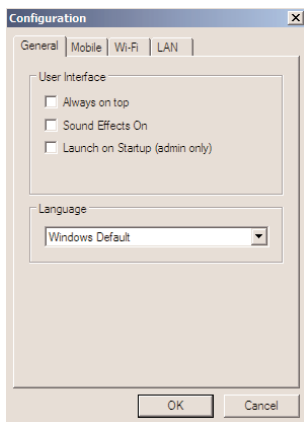 Configuration
General Mobile Wi-Fi LAN
User Interface
Always on top
Sound Effects On
Launch on Startup (admin only)
Language
Windows Default
OK Cancel